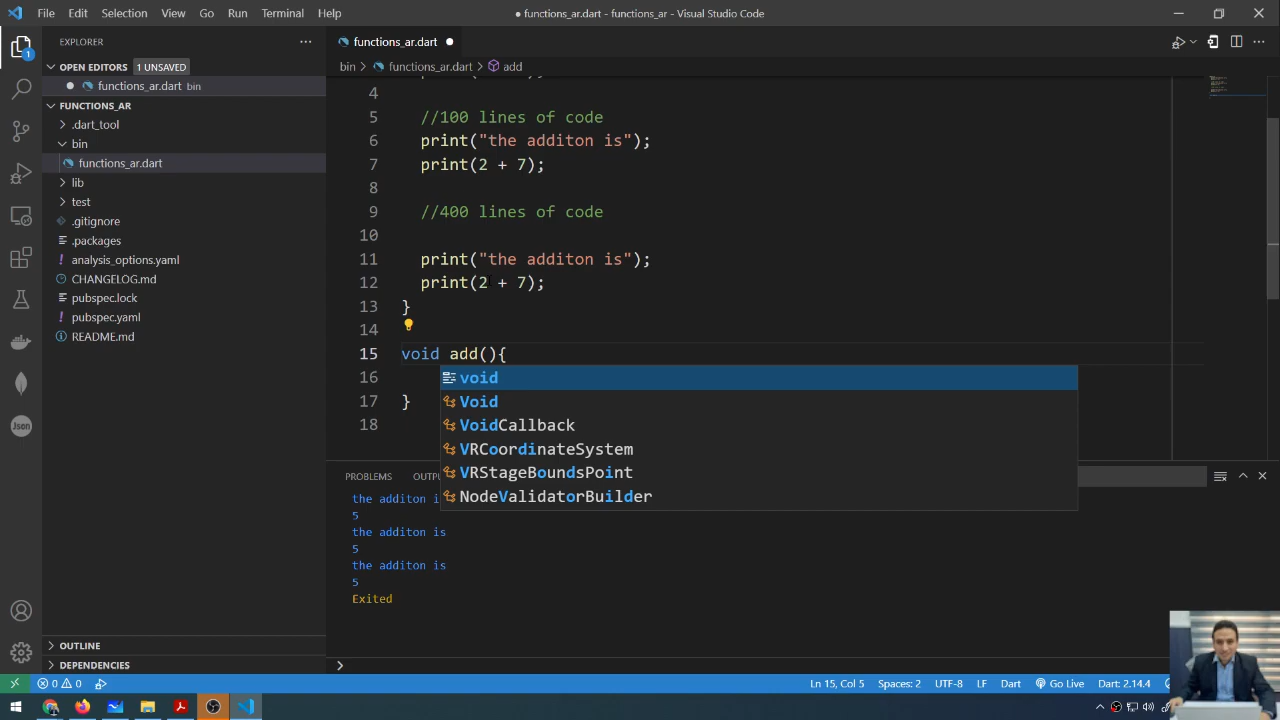 File Edit Selection View Go Run Terminal Help
● functions_ar.dart - functions_ar - Visual Studio Code
EXPLORER
functions_ar.dart
1
OPEN EDITORS 1 UNSAVED
bin functions_ar.dart add
functions_ar.dart bin
FUNCTIONS_AR
.dart_tool
bin
functions_ar.dart
lib
test
.gitignore
.packages
analysis_options.yaml
CHANGELOG.md
pubspec.lock
pubspec.yaml
README.md
4
5 //100 lines of code
6 print("the additon is");
7 print(2 + 7);
8
9 //400 lines of code
10
11 print("the additon is");
12 print(2 + 7);
13 }
14
15 void add(){
16
17 }
18
void
Void
VoidCallback
VRCoordinateSystem
VRStageBoundsPoint
NodeValidatorBuilder
PROBLEMS
the additon i
5
the additon is
5
the additon is
5
Exited
Json
OUTLINE
DEPENDENCIES
0 0
Ln 15, Col 5 Spaces: 2 UTF-8 LF Dart Go Live Dart: 2.14.4